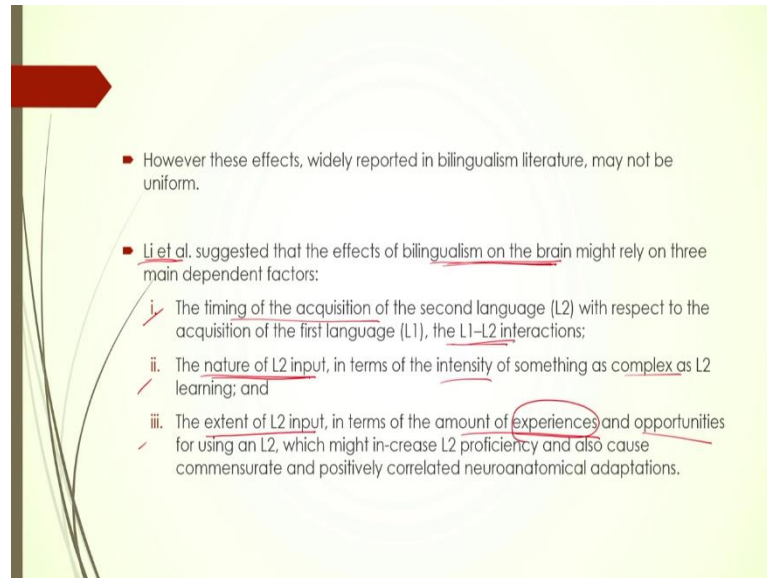 However these effects, widely reported in bilingualism literature, may not be
uniform.
Li et al. suggested that the effects of bilingualism on the brain might rely on three
main dependent factors:
i. The timing of the acquisition of the second language (L2) with respect to the
acquisition of the first language (L1), the L1–L2 interactions;
ii. The nature of L2 input, in terms of the intensity of something as complex as L2
learning; and
iii. The extent of L2 input, in terms of the amount of experiences and opportunities
for using an L2, which might in-crease L2 proficiency and also cause
commensurate and positively correlated neuroanatomical adaptations.